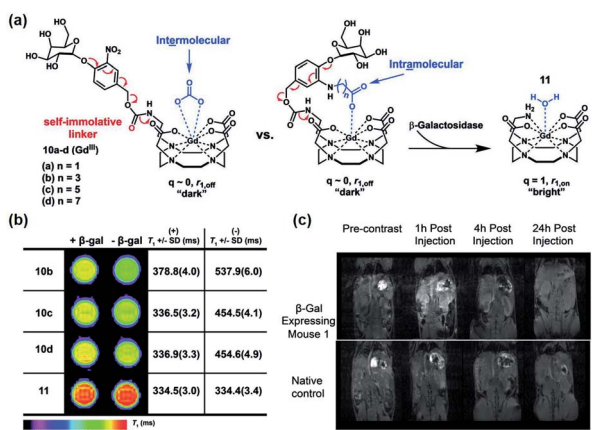 (a)
HO OH
HO
HO
NO2
Intermolecular
self-immolative
linker
10a-d (GdIII)
(a) n = 1
(b) n = 3
(c) n = 5
(d) n = 7
Gd
q ~ 0, r1,off
"dark"
vs.
OH
HO
OH
OH
Intramolecular
Gd
q ~ 0, r1,off
"dark"
β-Galactosidase
11
Gd
q = 1, r1,on
"bright"
(b)
+ β-gal - β-gal (+) T1 +/- SD (ms) (-) T1 +/- SD (ms)
10b 378.8(4.0) 537.9(6.0)
10c 336.5(3.2) 454.5(4.1)
10d 336.9(3.3) 454.6(4.9)
11 334.5(3.0) 334.4(3.4)
T1 (ms)
(c)
Pre-contrast 1h Post Injection 4h Post Injection 24h Post Injection
β-Gal
Expressing
Mouse 1
Native
control